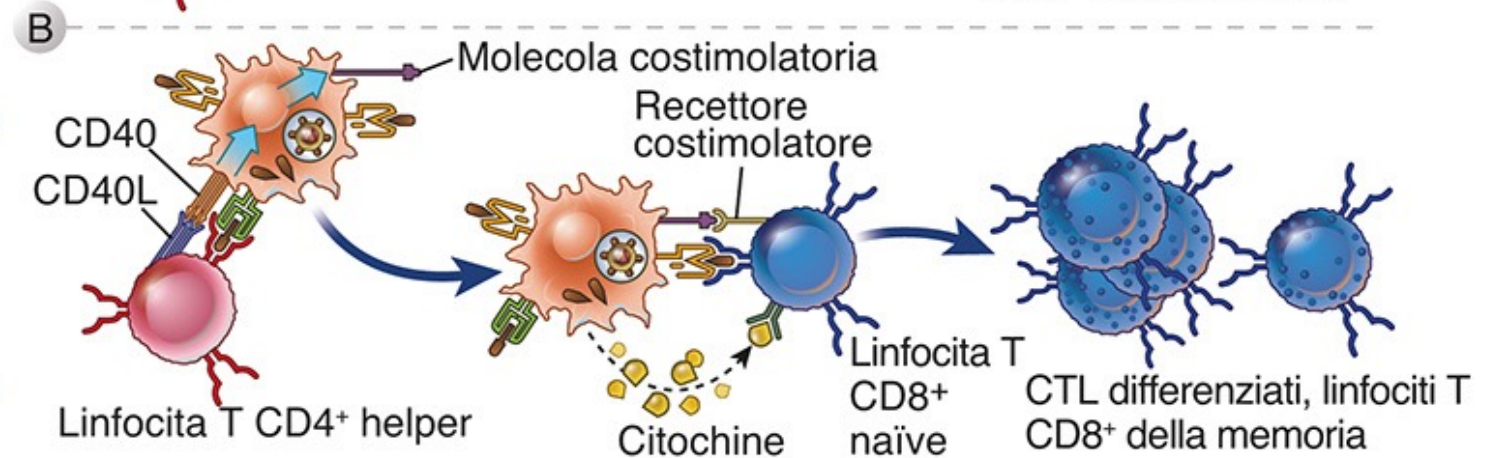 B
Molecola costimolatoria
Recettore
costimolatore
CD40
CD40L
Linfocita T CD4⁺ helper
Citochine
Linfocita T
CD8⁺
naïve
CTL differenziati, linfociti T
CD8⁺ della memoria